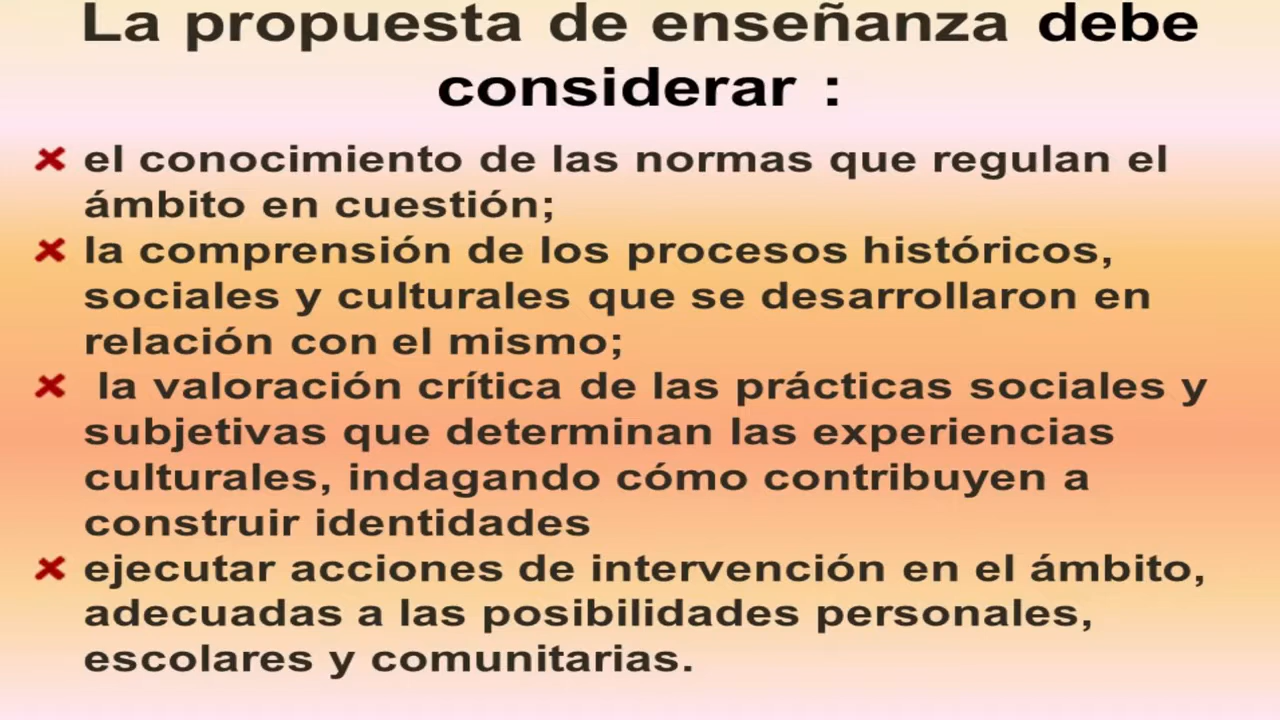 La propuesta de enseñanza debe
considerar :
el conocimiento de las normas que regulan el
ámbito en cuestión;
la comprensión de los procesos históricos,
sociales y culturales que se desarrollaron en
relación con el mismo;
la valoración crítica de las prácticas sociales y
subjetivas que determinan las experiencias
culturales, indagando cómo contribuyen a
construir identidades
ejecutar acciones de intervención en el ámbito,
adecuadas a las posibilidades personales,
escolares y comunitarias.